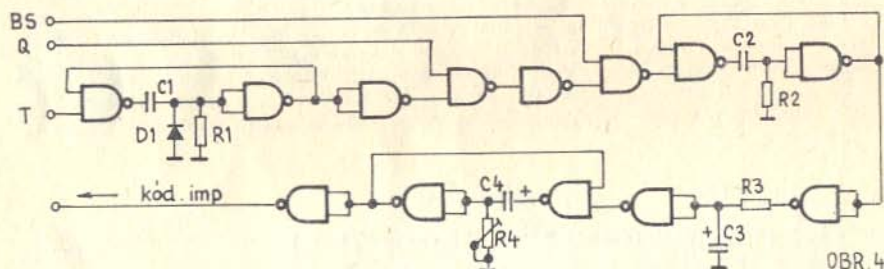 BS
Q
T
C1
D1
R1
C2
R2
kód. imp
C4
+
R4
R3
+
C3
OBR.4